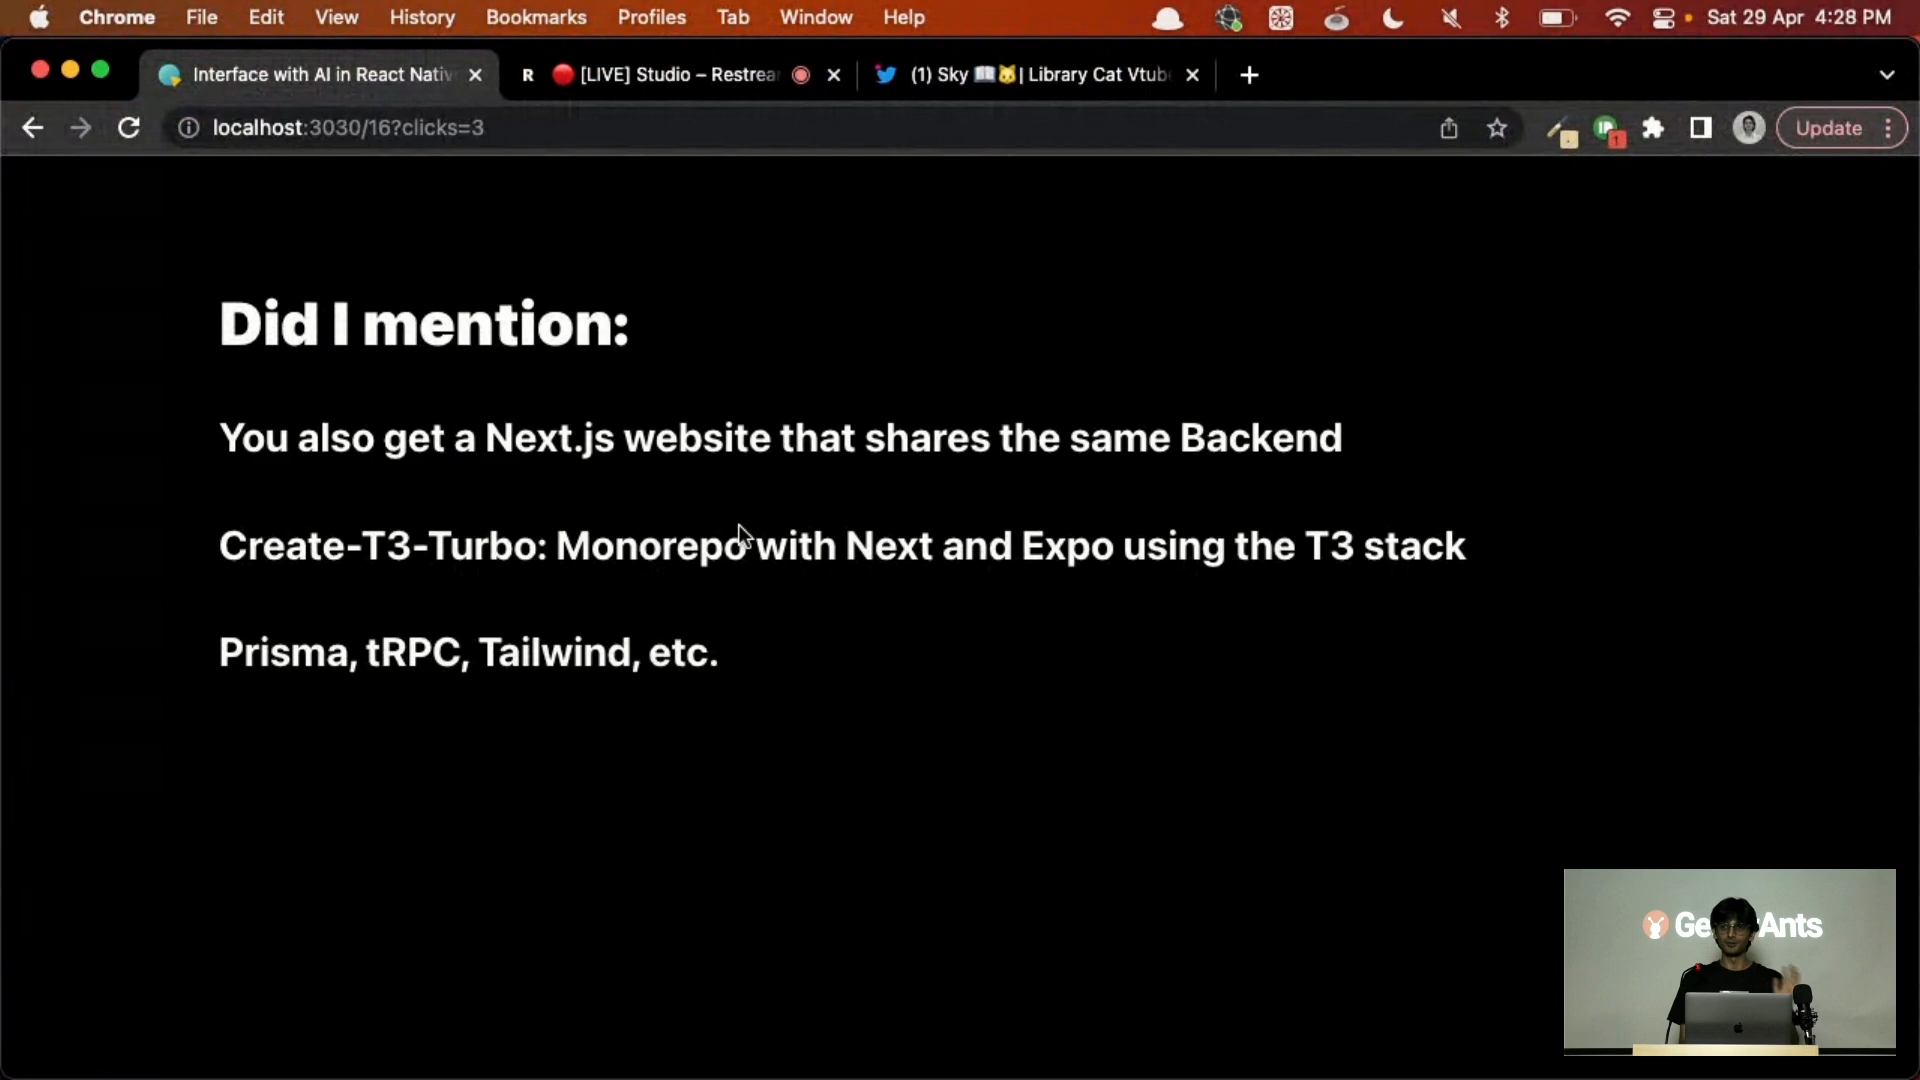 Chrome File Edit View History Bookmarks Profiles Tab Window Help Sat 29 Apr 4:28 PM
Interface with AI in React Nativ R [LIVE] Studio – Restrea (1) Sky 📖🐱| Library Cat Vtub
localhost:3030/16?clicks=3 Update
Did I mention:
You also get a Next.js website that shares the same Backend
Create-T3-Turbo: Monorepo with Next and Expo using the T3 stack
Prisma, tRPC, Tailwind, etc.
Ge Ants